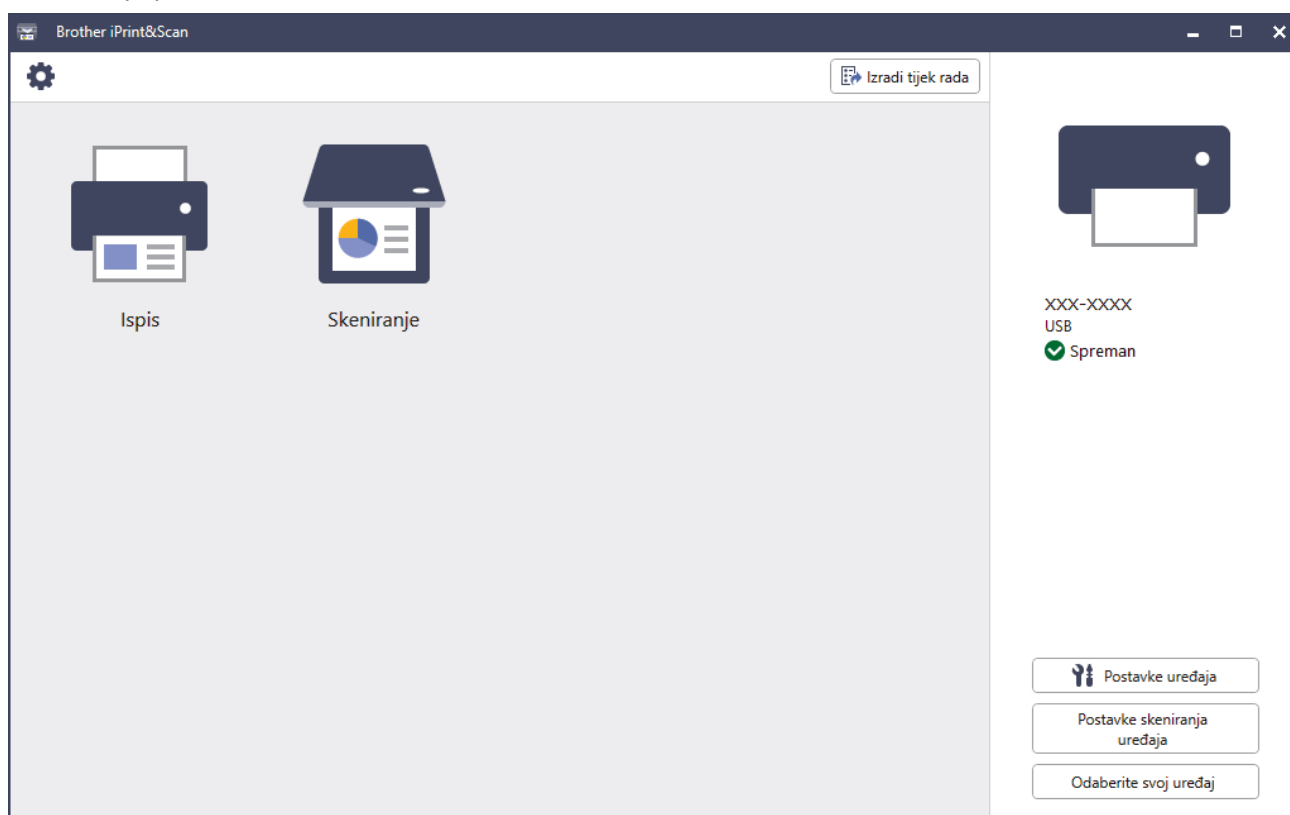 Brother iPrint&Scan
Izradi tijek rada
Ispis
Skeniranje
XXX-XXXX
USB
Spreman
Postavke uređaja
Postavke skeniranja
uređaja
Odaberite svoj uređaj